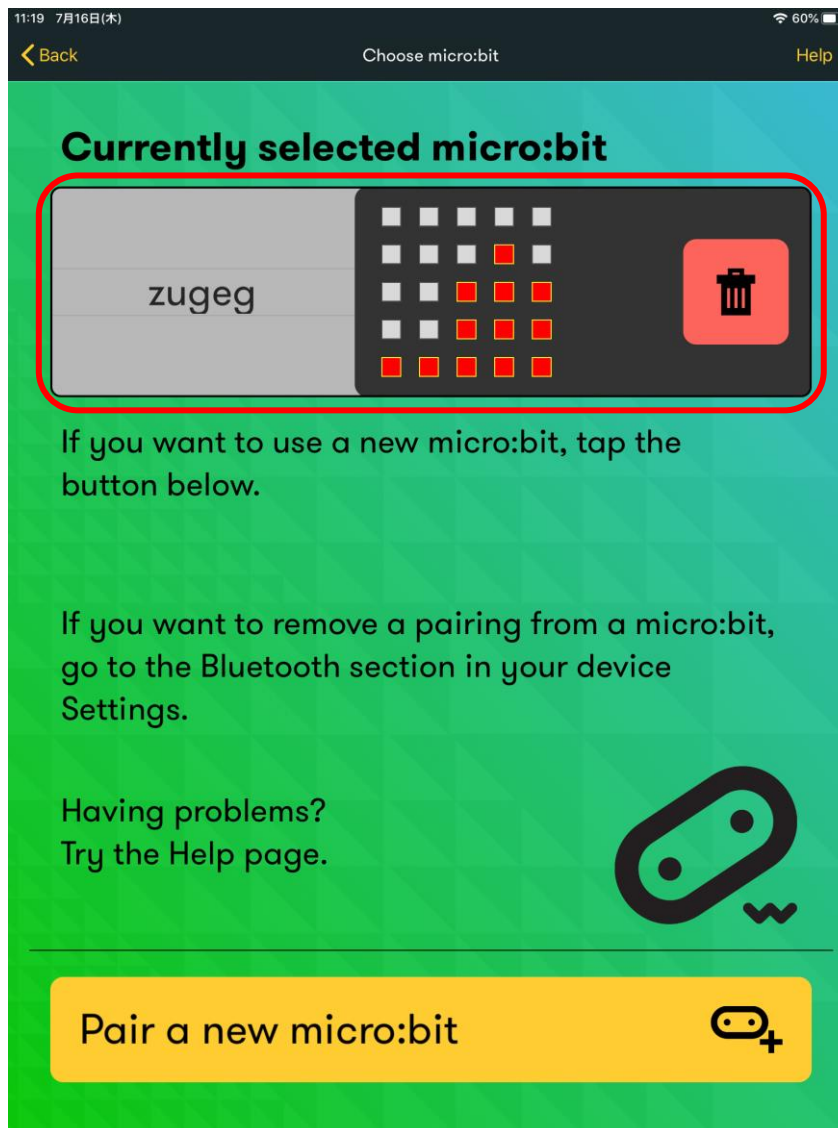 11:19 7月16日(木) 60%
Back Choose micro:bit Help
Currently selected micro:bit
zugeg
If you want to use a new micro:bit, tap the
button below.
If you want to remove a pairing from a micro:bit,
go to the Bluetooth section in your device
Settings.
Having problems?
Try the Help page.
Pair a new micro:bit